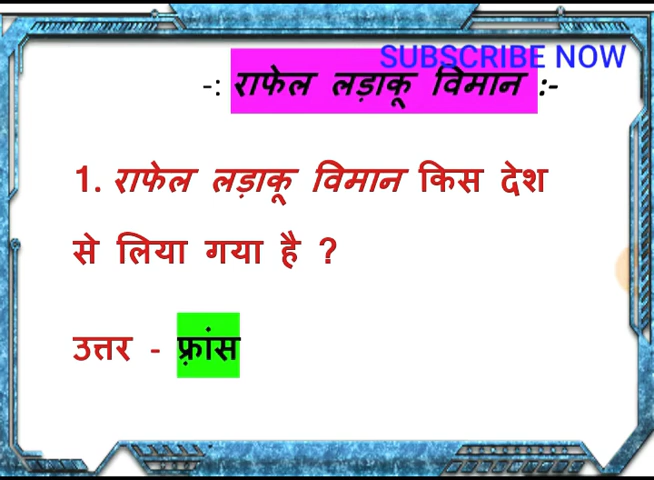 SUBSCRIBE NOW
-: राफेल लड़ाकू विमान :-
1. राफेल लड़ाकू विमान किस देश
से लिया गया है ?
उत्तर - फ़्रांस